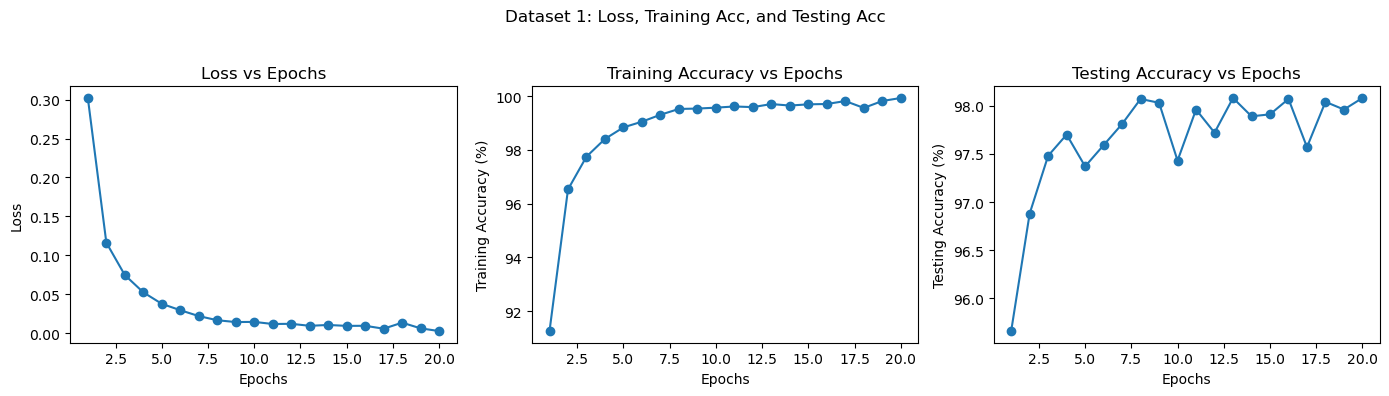 Dataset 1: Loss, Training Acc, and Testing Acc
Loss vs Epochs
Loss
0.30
0.25
0.20
0.15
0.10
0.05
0.00
2.5 5.0 7.5 10.0 12.5 15.0 17.5 20.0
Epochs
Training Accuracy vs Epochs
Training Accuracy (%)
100
98
96
94
92
2.5 5.0 7.5 10.0 12.5 15.0 17.5 20.0
Epochs
Testing Accuracy vs Epochs
Testing Accuracy (%)
98.0
97.5
97.0
96.5
96.0
2.5 5.0 7.5 10.0 12.5 15.0 17.5 20.0
Epochs